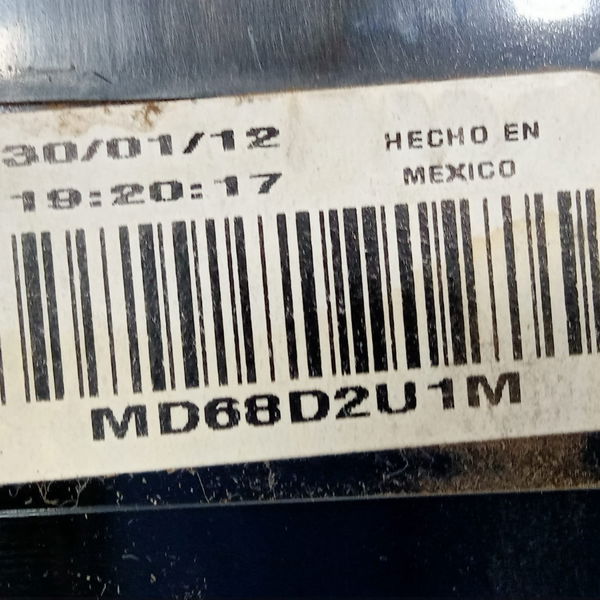 30/01/12
HECHO EN
19:20:17
MEXICO
MD68D2U1M